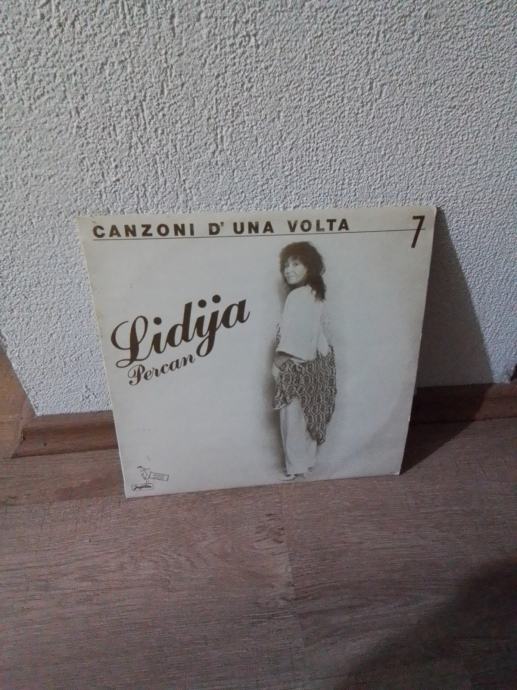 CANZONI D'UNA VOLTA 7
Lidija
Percan